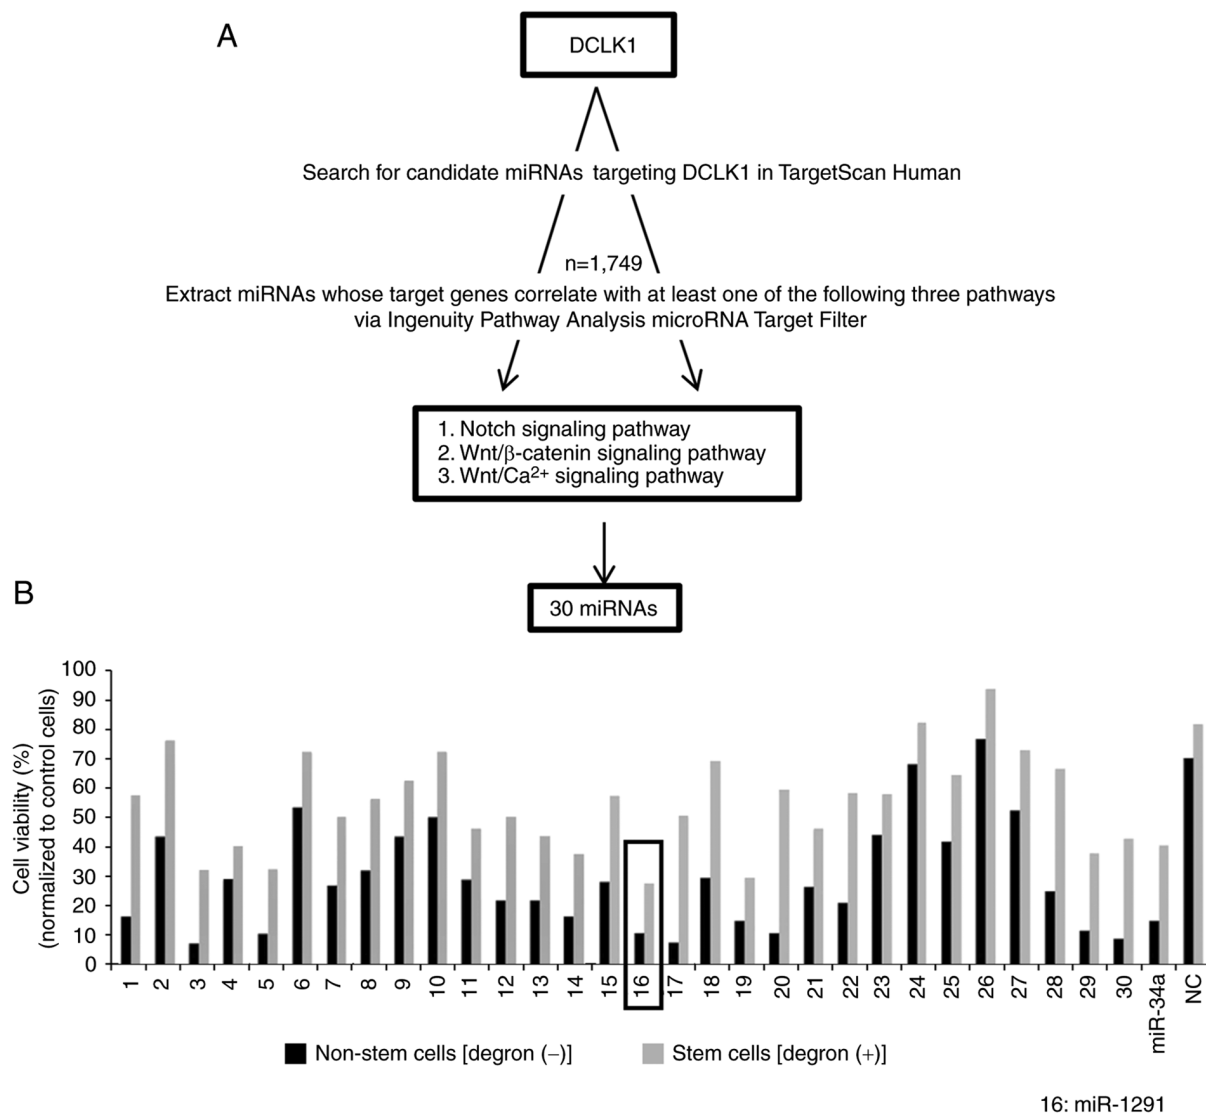 A
DCLK1
Search for candidate miRNAs targeting DCLK1 in TargetScan Human
n=1,749
Extract miRNAs whose target genes correlate with at least one of the following three pathways
via Ingenuity Pathway Analysis microRNA Target Filter
1. Notch signaling pathway
2. Wnt/β-catenin signaling pathway
3. Wnt/Ca²⁺ signaling pathway
30 miRNAs
B
Cell viability (%)
(normalized to control cells)
100
90
80
70
60
50
40
30
20
10
0
1 2 3 4 5 6 7 8 9 10 11 12 13 14 15 16 17 18 19 20 21 22 23 24 25 26 27 28 29 30 miR-34a NC
Non-stem cells [degron (−)]
Stem cells [degron (+)]
16: miR-1291